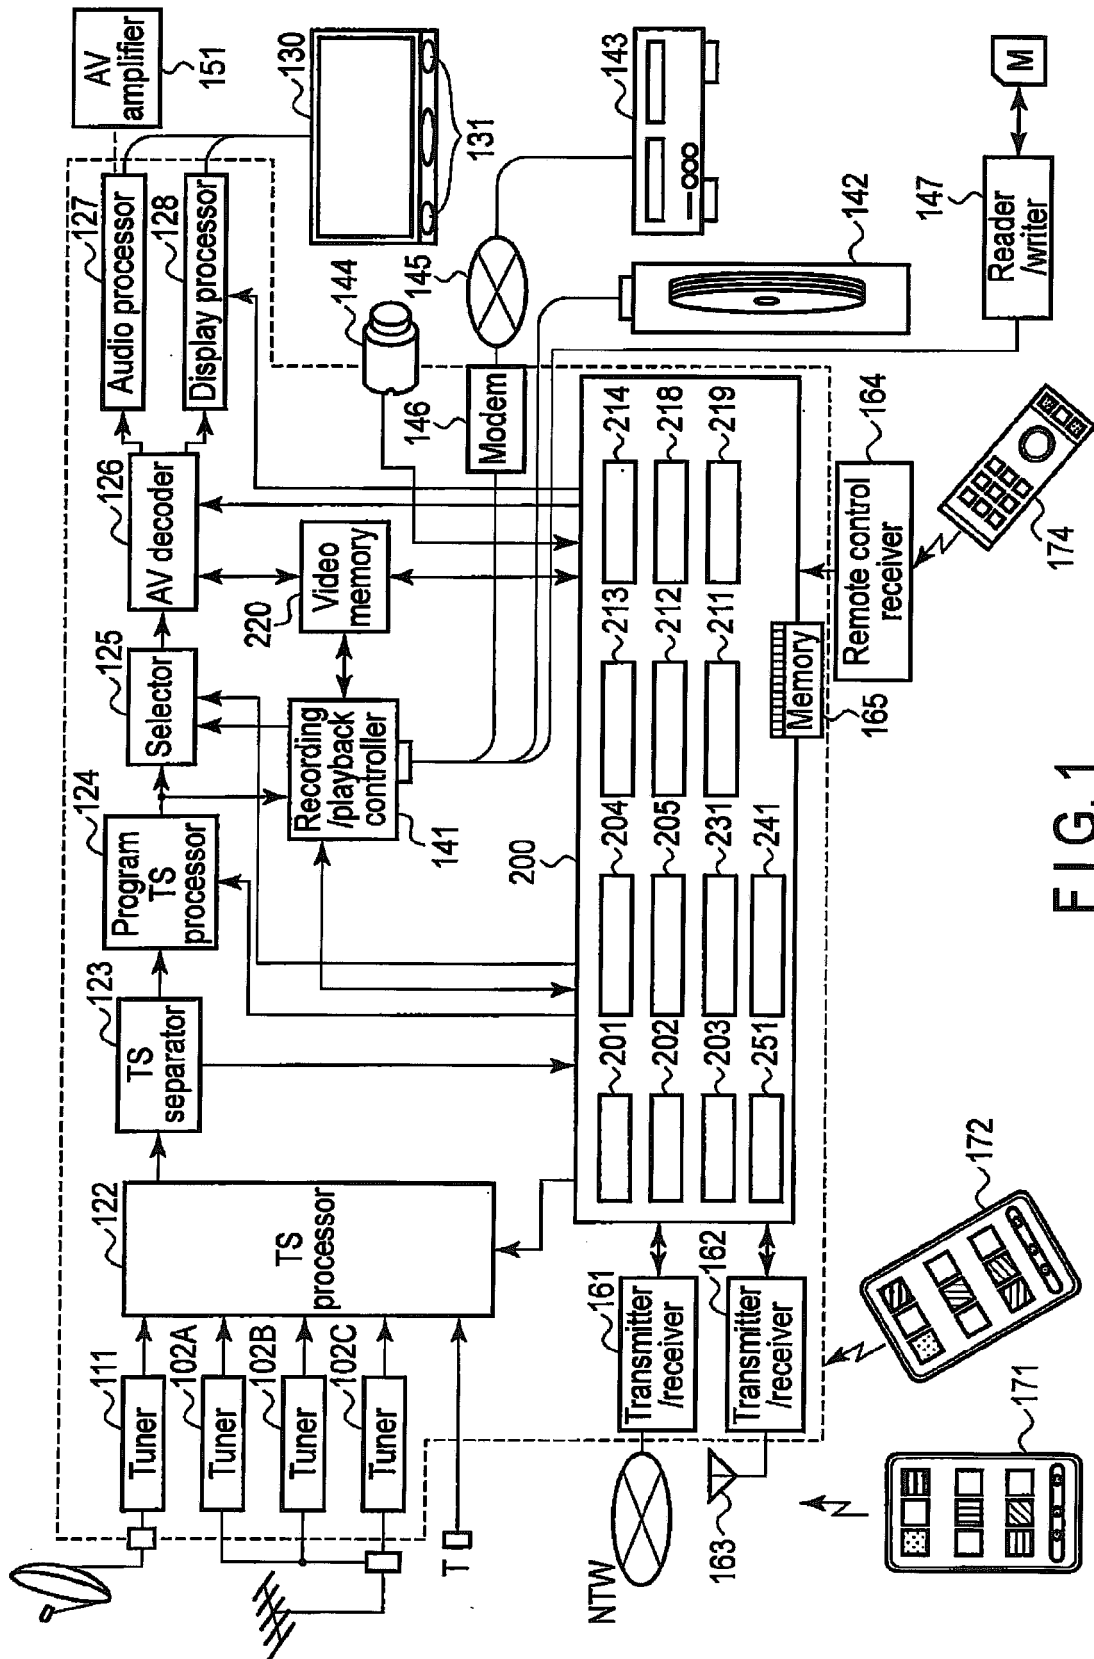 AV
amplifier
151
127
Audio processor
128
Display processor
130
131
126
AV decoder
125
Selector
124
Program
TS
processor
123
TS
separator
122
TS
processor
111
Tuner
102A
Tuner
102B
Tuner
102C
Tuner
T
220
Video
memory
Recording
/playback
controller
141
144
145
146
Modem
143
142
147
Reader
/writer
M
200
201
202
203
251
204
205
231
241
213
212
211
214
218
219
Memory
165
164
Remote control
receiver
174
161
Transmitter
/receiver
162
Transmitter
/receiver
NTW
163
172
171
FIG. 1